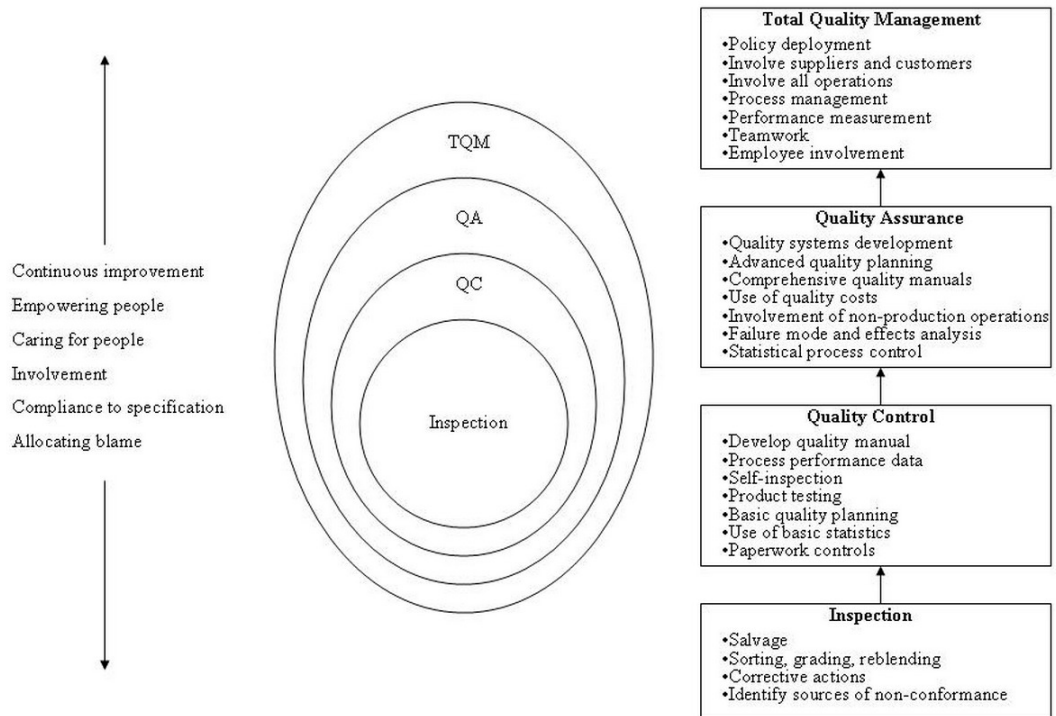 Continuous improvement
Empowering people
Caring for people
Involvement
Compliance to specification
Allocating blame
TQM
QA
QC
Inspection
Total Quality Management
•Policy deployment
•Involve suppliers and customers
•Involve all operations
•Process management
•Performance measurement
•Teamwork
•Employee involvement
Quality Assurance
•Quality systems development
•Advanced quality planning
•Comprehensive quality manuals
•Use of quality costs
•Involvement of non-production operations
•Failure mode and effects analysis
•Statistical process control
Quality Control
•Develop quality manual
•Process performance data
•Self-inspection
•Product testing
•Basic quality planning
•Use of basic statistics
•Paperwork controls
Inspection
•Salvage
•Sorting, grading, reblending
•Corrective actions
•Identify sources of non-conformance